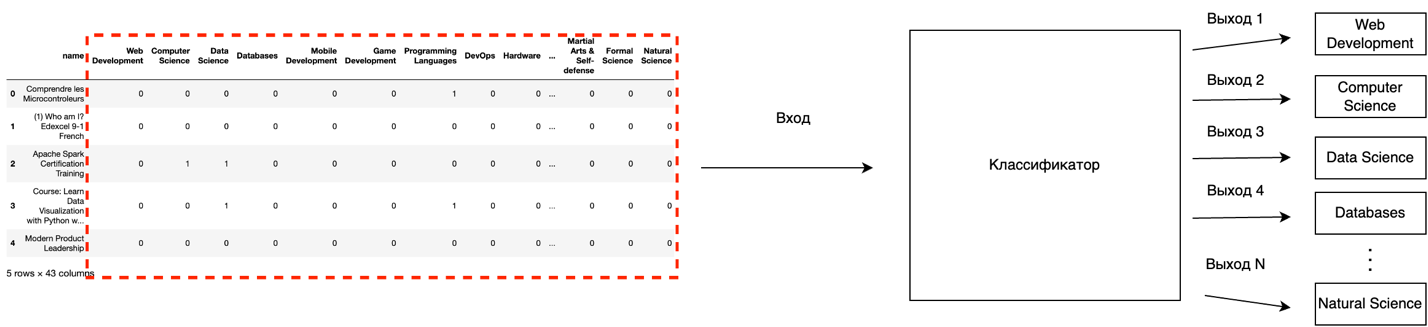 name Web Development Computer Science Data Science Databases Mobile Development Game Development Programming Languages DevOps Hardware ... Martial Arts & Self-defense Formal Science Natural Science
0 Comprendre les Microcontroleurs 0 0 0 0 0 0 1 0 0 ... 0 0 0
1 (1) Who am I? Edexcel 9-1 French 0 0 0 0 0 0 0 0 0 ... 0 0 0
2 Apache Spark Certification Training 0 1 1 0 0 0 0 0 0 ... 0 0 0
3 Course: Learn Data Visualization with Python w... 0 0 1 0 0 0 1 0 0 ... 0 0 0
4 Modern Product Leadership 0 0 0 0 0 0 0 0 0 ... 0 0 0
5 rows × 43 columns
Вход
Классификатор
Выход 1
Web
Development
Выход 2
Computer
Science
Выход 3
Data Science
Выход 4
Databases
Выход N
Natural Science